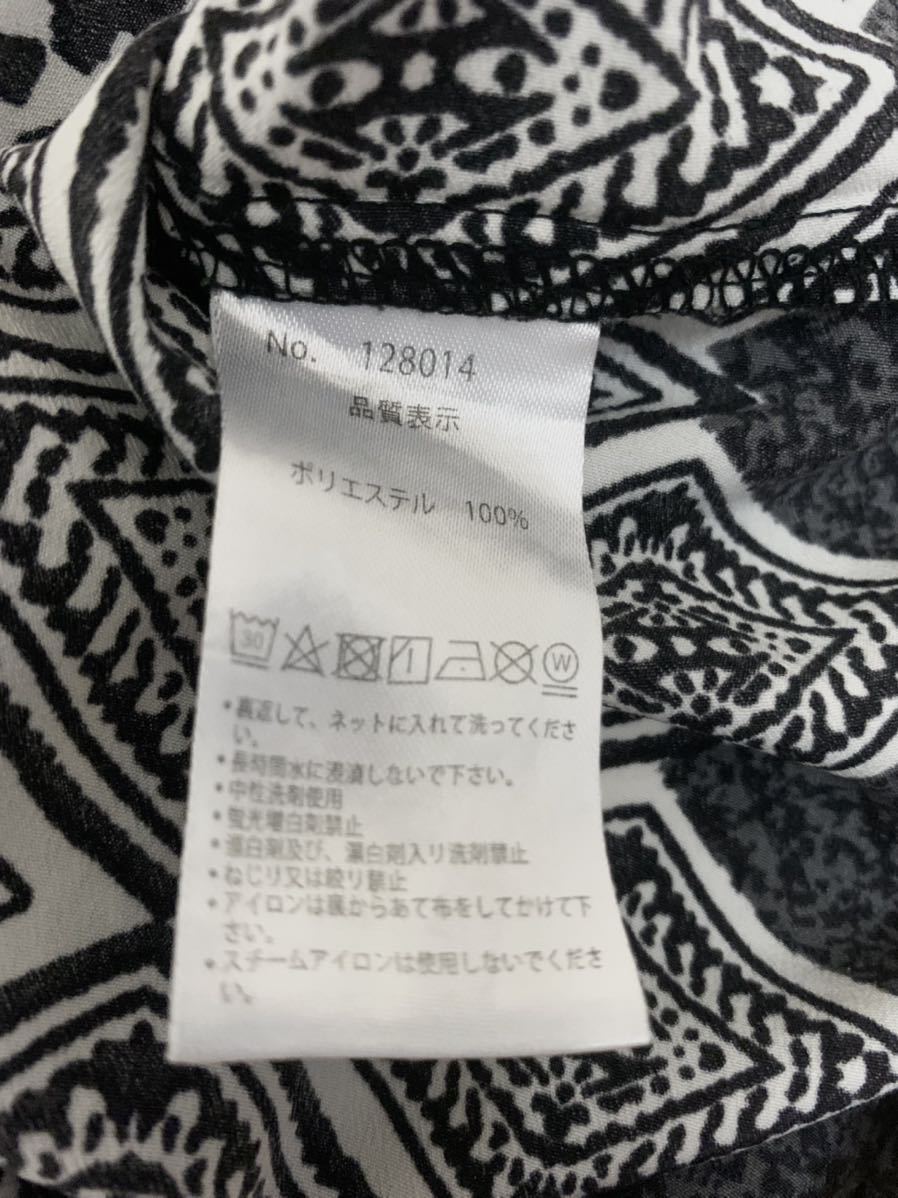 No. 128014
品質表示
ポリエステル 100%
30
W
•裏返して、ネットに入れて洗ってくださ
い。
•長時間水に浸漬しないで下さい。
•中性洗剤使用
•蛍光増白剤禁止
•漂白剤及び、漂白剤入り洗剤禁止
•ねじり又は絞り禁止
•アイロンは裏からあて布をしてかけて下
さい。
•スチームアイロンは使用しないでくださ
い。